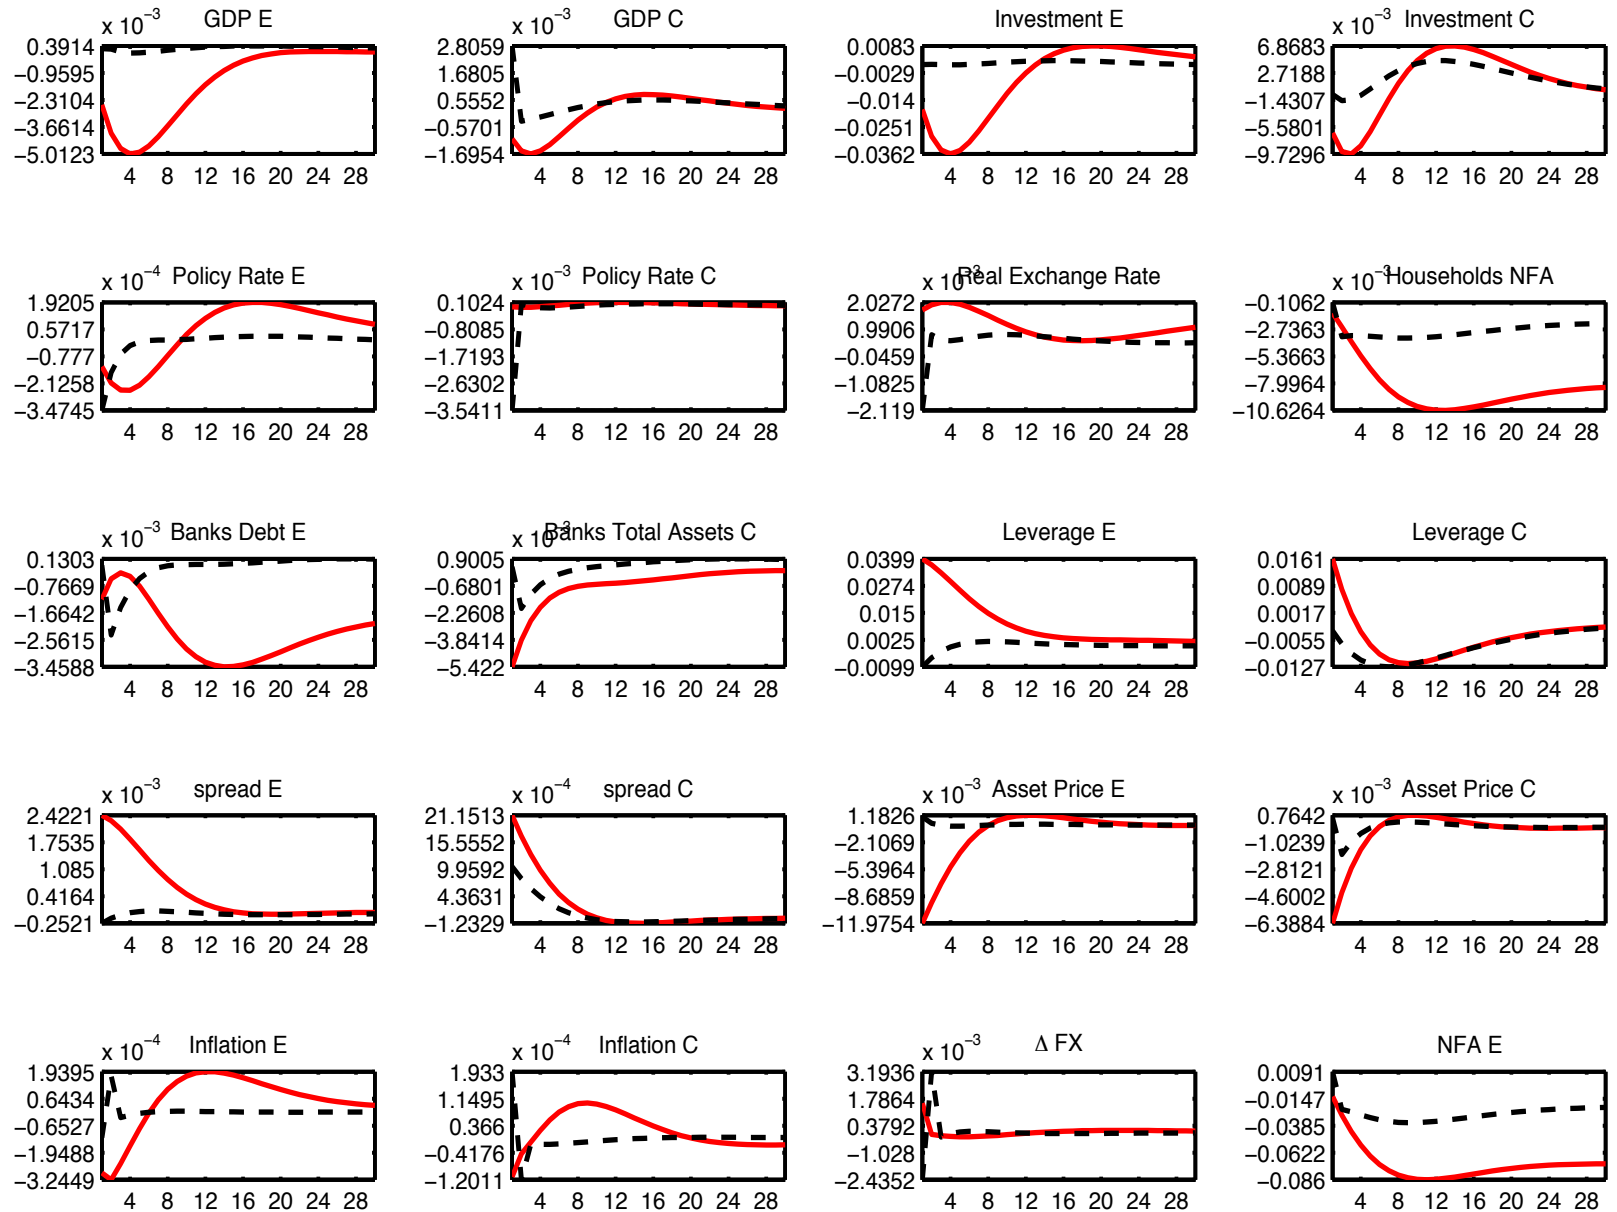 x 10−3 GDP E
0.3914
−0.9595
−2.3104
−3.6614
−5.0123
4 8 12 16 20 24 28
x 10−3 GDP C
2.8059
1.6805
0.5552
−0.5701
−1.6954
4 8 12 16 20 24 28
Investment E
0.0083
−0.0029
−0.014
−0.0251
−0.0362
4 8 12 16 20 24 28
x 10−3 Investment C
6.8683
2.7188
−1.4307
−5.5801
−9.7296
4 8 12 16 20 24 28
x 10−4 Policy Rate E
1.9205
0.5717
−0.777
−2.1258
−3.4745
4 8 12 16 20 24 28
x 10−3 Policy Rate C
0.1024
−0.8085
−1.7193
−2.6302
−3.5411
4 8 12 16 20 24 28
x 10−3 Real Exchange Rate
2.0272
0.9906
−0.0459
−1.0825
−2.119
4 8 12 16 20 24 28
x 10−3 Households NFA
−0.1062
−2.7363
−5.3663
−7.9964
−10.6264
4 8 12 16 20 24 28
x 10−3 Banks Debt E
0.1303
−0.7669
−1.6642
−2.5615
−3.4588
4 8 12 16 20 24 28
x 10−3 Banks Total Assets C
0.9005
−0.6801
−2.2608
−3.8414
−5.422
4 8 12 16 20 24 28
Leverage E
0.0399
0.0274
0.015
0.0025
−0.0099
4 8 12 16 20 24 28
Leverage C
0.0161
0.0089
0.0017
−0.0055
−0.0127
4 8 12 16 20 24 28
x 10−3 spread E
2.4221
1.7535
1.085
0.4164
−0.2521
4 8 12 16 20 24 28
x 10−4 spread C
21.1513
15.5552
9.9592
4.3631
−1.2329
4 8 12 16 20 24 28
x 10−3 Asset Price E
1.1826
−2.1069
−5.3964
−8.6859
−11.9754
4 8 12 16 20 24 28
x 10−3 Asset Price C
0.7642
−1.0239
−2.8121
−4.6002
−6.3884
4 8 12 16 20 24 28
x 10−4 Inflation E
1.9395
0.6434
−0.6527
−1.9488
−3.2449
4 8 12 16 20 24 28
x 10−4 Inflation C
1.933
1.1495
0.366
−0.4176
−1.2011
4 8 12 16 20 24 28
x 10−3 Δ FX
3.1936
1.7864
0.3792
−1.028
−2.4352
4 8 12 16 20 24 28
NFA E
0.0091
−0.0147
−0.0385
−0.0622
−0.086
4 8 12 16 20 24 28